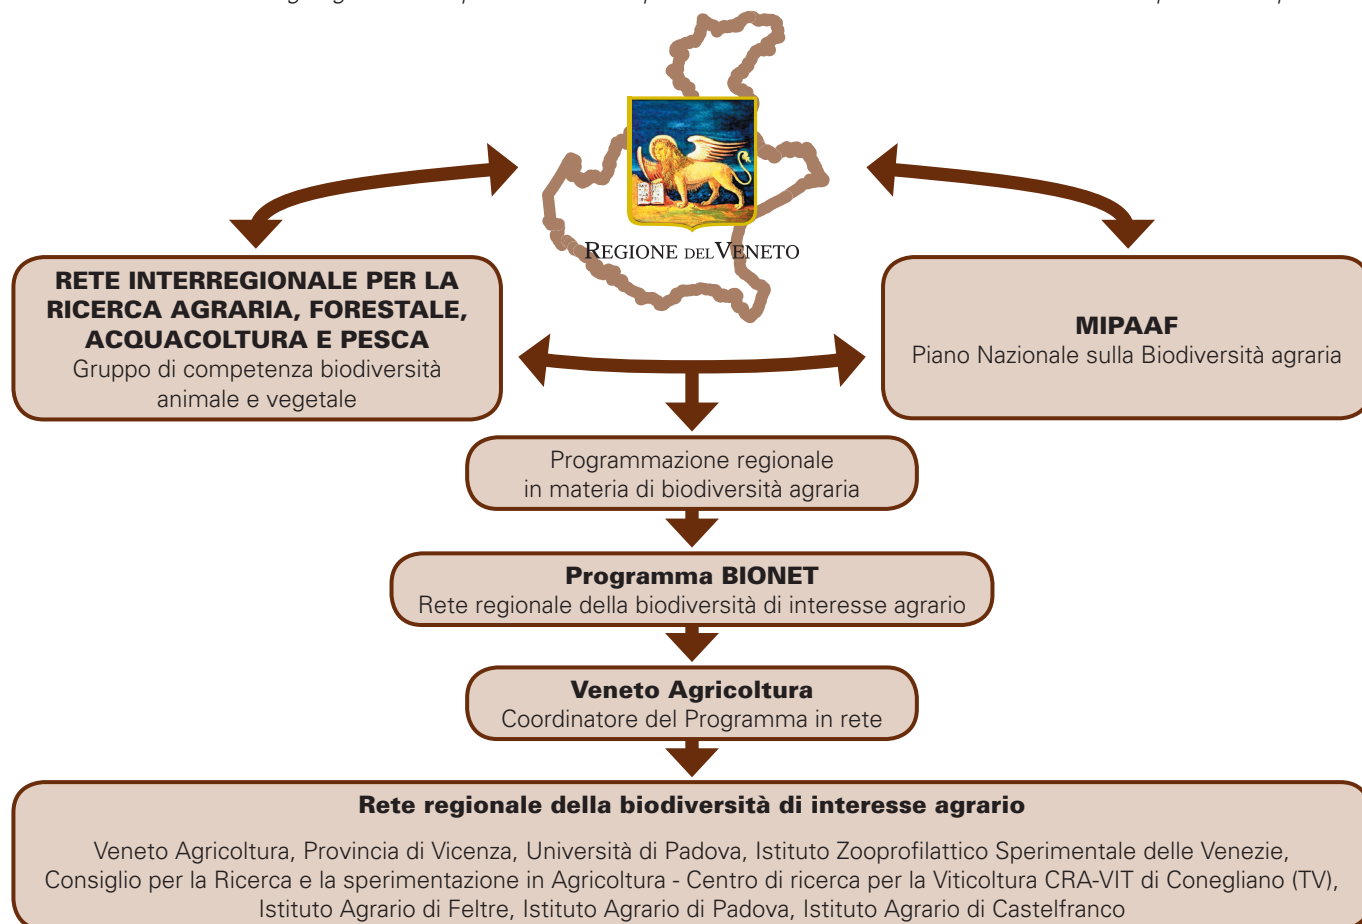 REGIONE DEL VENETO
RETE INTERREGIONALE PER LA
RICERCA AGRARIA, FORESTALE,
ACQUACOLTURA E PESCA
Gruppo di competenza biodiversità
animale e vegetale
MIPAAF
Piano Nazionale sulla Biodiversità agraria
Programmazione regionale
in materia di biodiversità agraria
Programma BIONET
Rete regionale della biodiversità di interesse agrario
Veneto Agricoltura
Coordinatore del Programma in rete
Rete regionale della biodiversità di interesse agrario
Veneto Agricoltura, Provincia di Vicenza, Università di Padova, Istituto Zooprofilattico Sperimentale delle Venezie,
Consiglio per la Ricerca e la sperimentazione in Agricoltura - Centro di ricerca per la Viticoltura CRA-VIT di Conegliano (TV),
Istituto Agrario di Feltre, Istituto Agrario di Padova, Istituto Agrario di Castelfranco